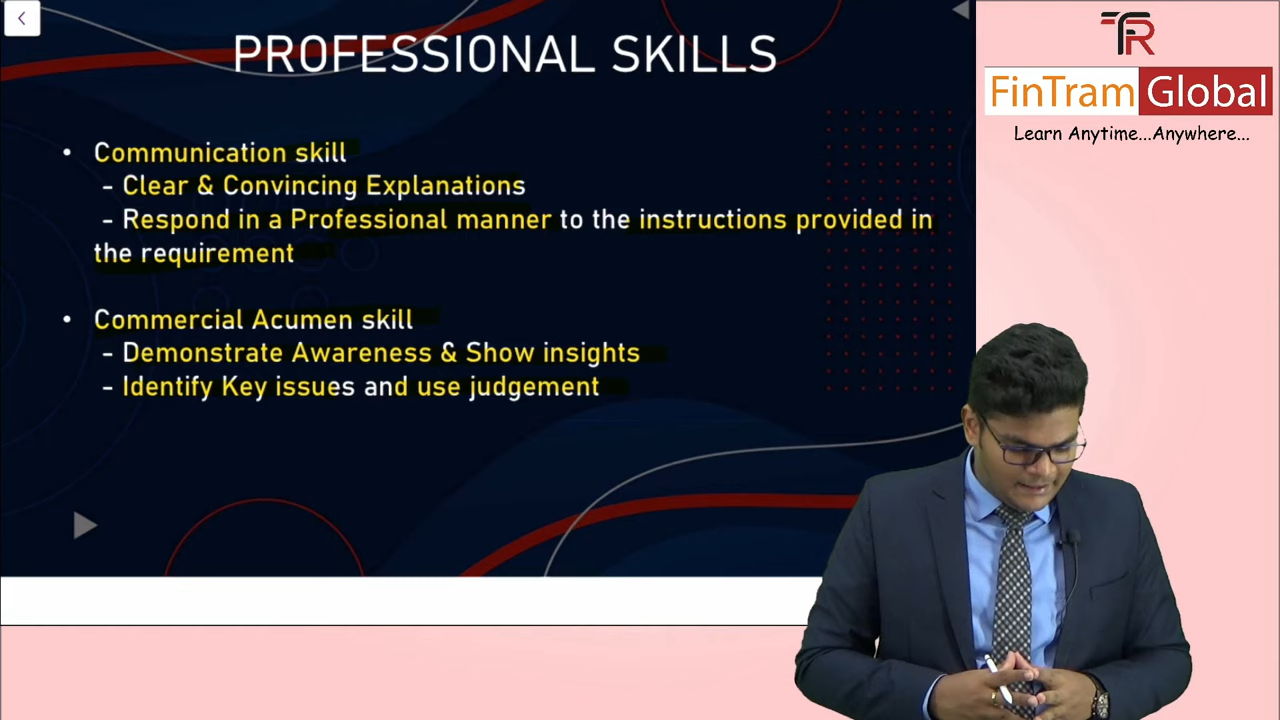 PROFESSIONAL SKILLS
• Communication skill
- Clear & Convincing Explanations
- Respond in a Professional manner to the instructions provided in
the requirement
• Commercial Acumen skill
- Demonstrate Awareness & Show insights
- Identify Key issues and use judgement
FinTram Global
Learn Anytime...Anywhere...